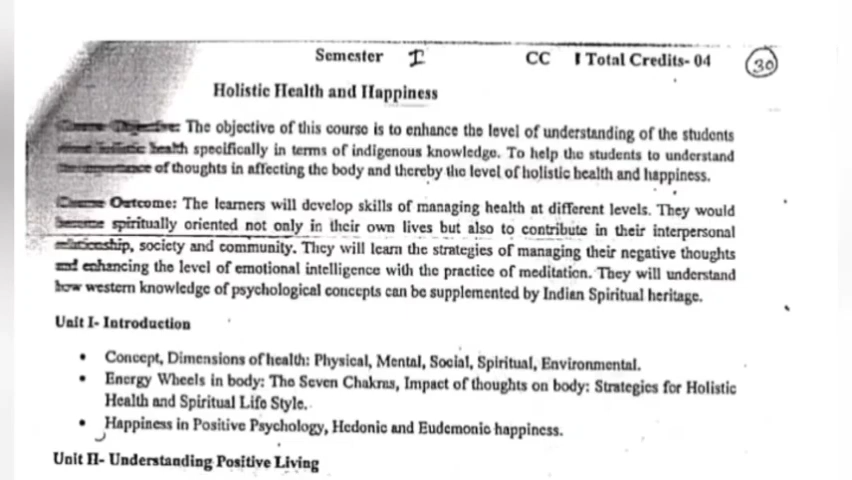 Semester I CC Total Credits- 04 30
Holistic Health and Happiness
The objective of this course is to enhance the level of understanding of the students
health specifically in terms of indigenous knowledge. To help the students to understand
of thoughts in affecting the body and thereby the level of holistic health and happiness.
Course Outcome: The learners will develop skills of managing health at different levels. They would
become spiritually oriented not only in their own lives but also to contribute in their interpersonal
relationship, society and community. They will learn the strategies of managing their negative thoughts
and enhancing the level of emotional intelligence with the practice of meditation. They will understand
how western knowledge of psychological concepts can be supplemented by Indian Spiritual heritage.
Unit I- Introduction
• Concept, Dimensions of health: Physical, Mental, Social, Spiritual, Environmental.
• Energy Wheels in body: The Seven Chakras, Impact of thoughts on body: Strategies for Holistic
Health and Spiritual Life Style.
• Happiness in Positive Psychology, Hedonic and Eudemonic happiness.
Unit II- Understanding Positive Living